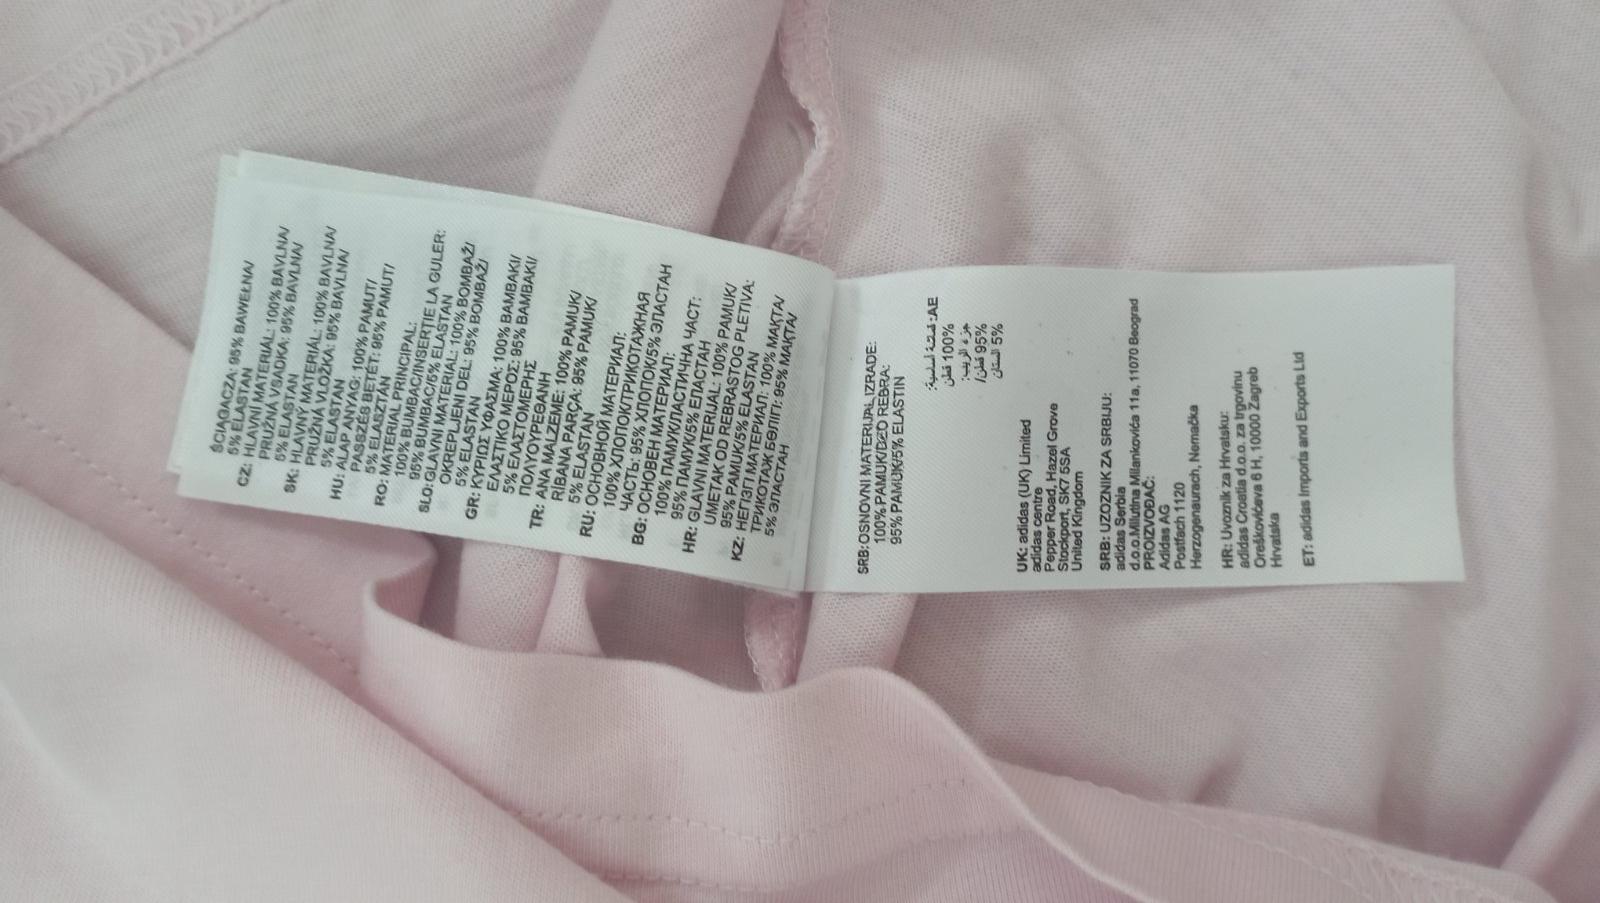 ŚCIĄGACZA: 95% BAWEŁNA/
5% ELASTAN
CZ: HLAVNÍ MATERIÁL: 100% BAVLNA/
PRUŽNÁ VSADKA: 95% BAVLNA/
5% ELASTAN
SK: HLAVNÝ MATERIÁL: 100% BAVLNA/
PRUŽNÁ VLOŽKA: 95% BAVLNA/
5% ELASTAN
HU: ALAP ANYAG: 100% PAMUT/
PASSZÉS BETÉT: 95% PAMUT/
5% ELASZTÁN
RO: MATERIAL PRINCIPAL:
100% BUMBAC/INSERȚIE LA GULER:
95% BUMBAC/5% ELASTAN
SLO: GLAVNI MATERIAL: 100% BOMBAŽ/
OKREPLJENI DEL: 95% BOMBAŽ/
5% ELASTAN
GR: ΚΥΡΙΩΣ ΥΦΑΣΜΑ: 100% ΒΑΜΒΑΚΙ/
ΕΛΑΣΤΙΚΟ ΜΕΡΟΣ: 95% ΒΑΜΒΑΚΙ/
5% ΕΛΑΣΤΟΜΕΡΗΣ
ΠΟΛΥΟΥΡΕΘΑΝΗ
TR: ANA MALZEME: 100% PAMUK/
RİBANA PARÇA: 95% PAMUK/
5% ELASTAN
RU: ОСНОВНОЙ МАТЕРИАЛ:
100% ХЛОПОК/ТРИКОТАЖНАЯ
ЧАСТЬ: 95% ХЛОПОК/5% ЭЛАСТАН
BG: ОСНОВЕН МАТЕРИАЛ:
100% ПАМУК/ЛАСТИЧНА ЧАСТ:
95% ПАМУК/5% ЕЛАСТАН
HR: GLAVNI MATERIJAL: 100% PAMUK/
UMETAK OD REBRASTOG PLETIVA:
95% PAMUK/5% ELASTAN
KZ: НЕГІЗГІ МАТЕРИАЛ: 100% МАҚТА/
ТРИКОТАЖ БӨЛІГІ: 95% МАҚТА/
5% ЭЛАСТАН
SRB: OSNOVNI MATERIJAL IZRADE:
100% PAMUK/DEO REBRA:
95% PAMUK/5% ELASTIN
AE: قطعة أساسية:
100% قطن
جزء الريب:
95% قطن/
5% الستان
UK: adidas (UK) Limited
adidas centre
Pepper Road, Hazel Grove
Stockport, SK7 5SA
United Kingdom
SRB: UZOZNIK ZA SRBIJU:
adidas Serbia
d.o.o.Milutina Milankovića 11a, 11070 Beograd
PROIZVOĐAČ:
Adidas AG
Postfach 1120
Herzogenaurach, Nemačka
HR: Uvoznik za Hrvatsku:
adidas Croatia d.o.o. za trgovinu
Oreškovićeva 6 H, 10000 Zagreb
Hrvatska
ET: adidas Imports and Exports Ltd